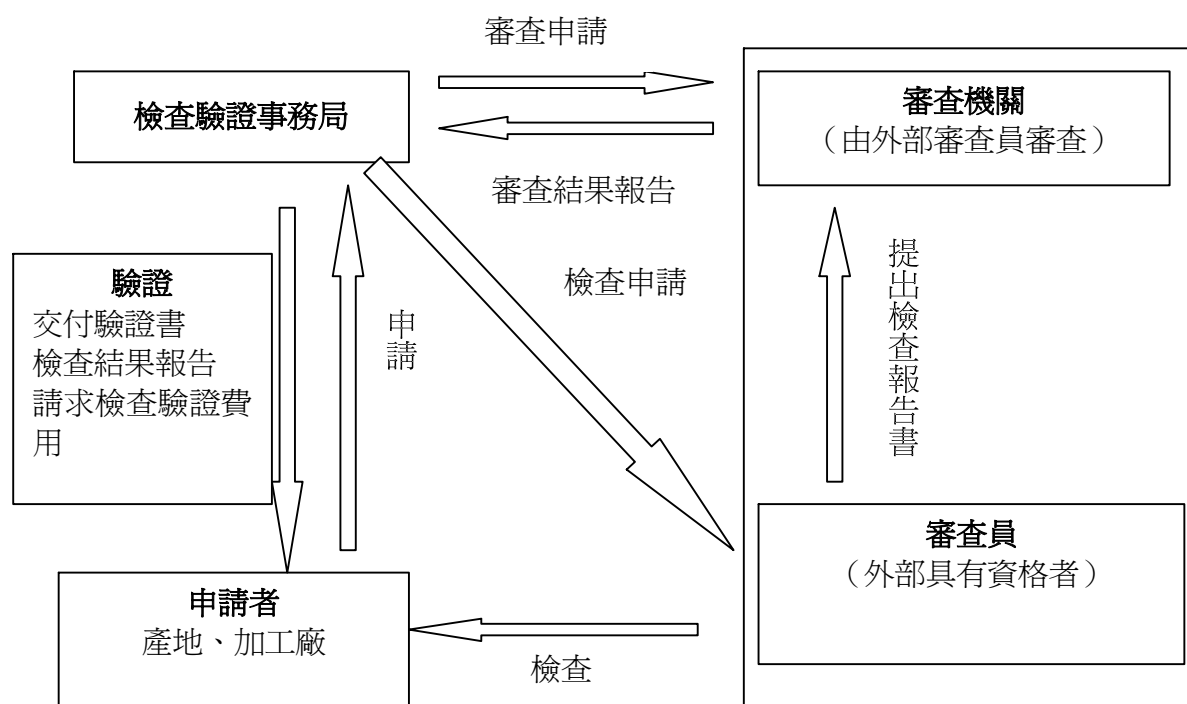 審查申請
檢查驗證事務局
審查機關
（由外部審查員審查）
審查結果報告
檢查申請
提出檢查報告書
驗證
交付驗證書
檢查結果報告
請求檢查驗證費
用
申請
審查員
（外部具有資格者）
申請者
產地、加工廠
檢查